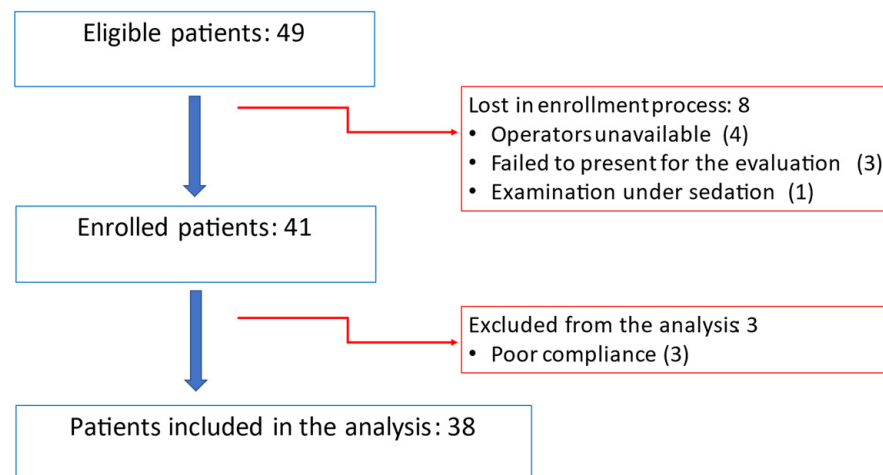 Eligible patients: 49
Lost in enrollment process: 8
• Operators unavailable (4)
• Failed to present for the evaluation (3)
• Examination under sedation (1)
Enrolled patients: 41
Excluded from the analysis: 3
• Poor compliance (3)
Patients included in the analysis: 38